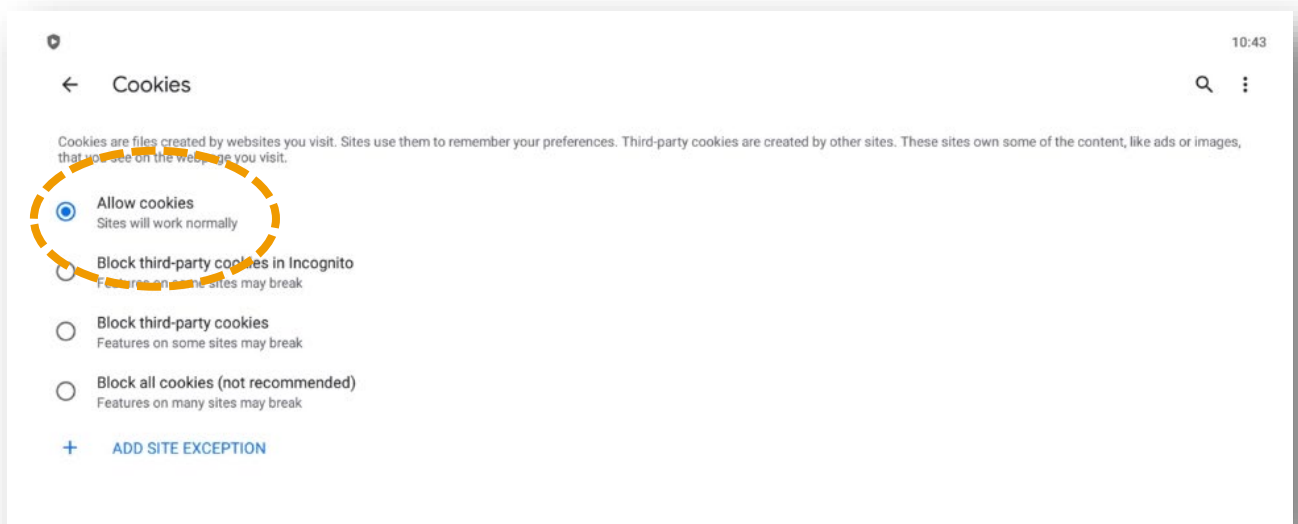 10:43
Cookies
Cookies are files created by websites you visit. Sites use them to remember your preferences. Third-party cookies are created by other sites. These sites own some of the content, like ads or images,
that you see on the webpage you visit.
Allow cookies
Sites will work normally
Block third-party cookies in Incognito
Features on some sites may break
Block third-party cookies
Features on some sites may break
Block all cookies (not recommended)
Features on many sites may break
+ ADD SITE EXCEPTION